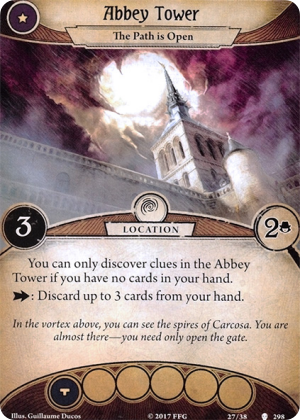 Abbey Tower
The Path is Open
3
LOCATION
2
You can only discover clues in the Abbey
Tower if you have no cards in your hand.
: Discard up to 3 cards from your hand.
In the vortex above, you can see the spires of Carcosa. You are
almost there—you need only open the gate.
Illus. Guillaume Ducos
© 2017 FFG
27/38
298